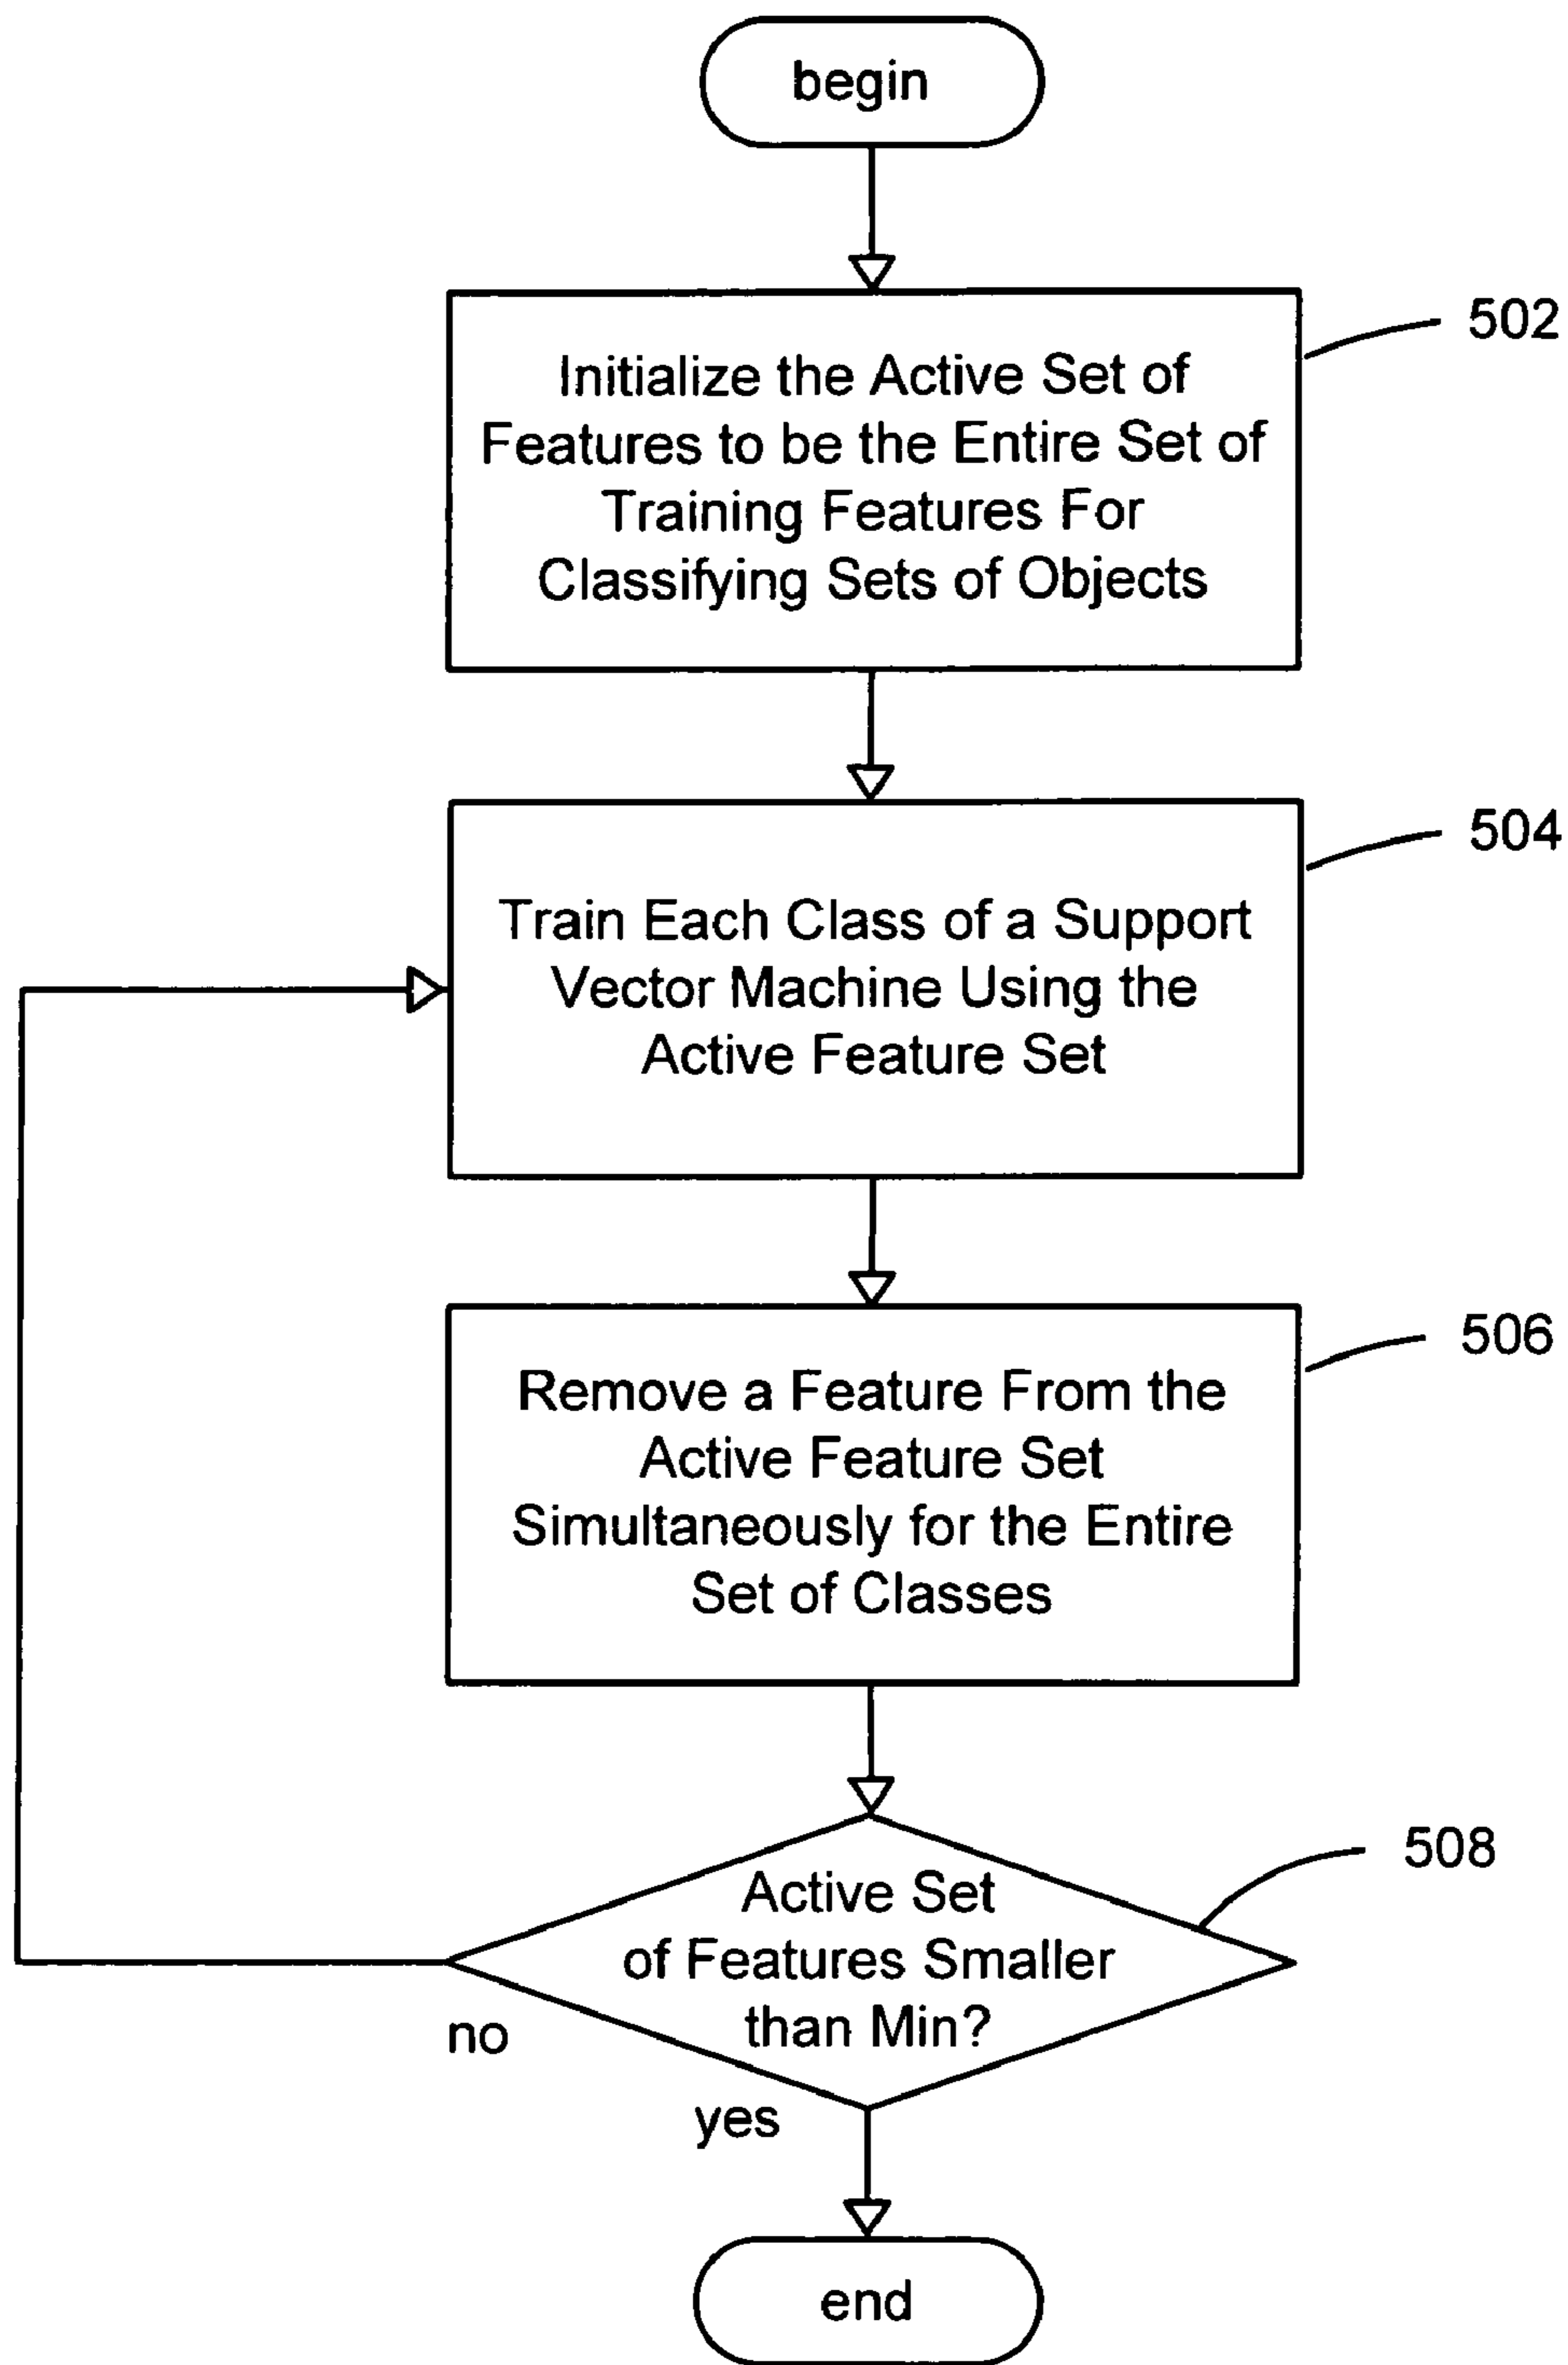 begin
502
Initialize the Active Set of
Features to be the Entire Set of
Training Features For
Classifying Sets of Objects
504
Train Each Class of a Support
Vector Machine Using the
Active Feature Set
506
Remove a Feature From the
Active Feature Set
Simultaneously for the Entire
Set of Classes
508
Active Set
of Features Smaller
than Min?
no
yes
end